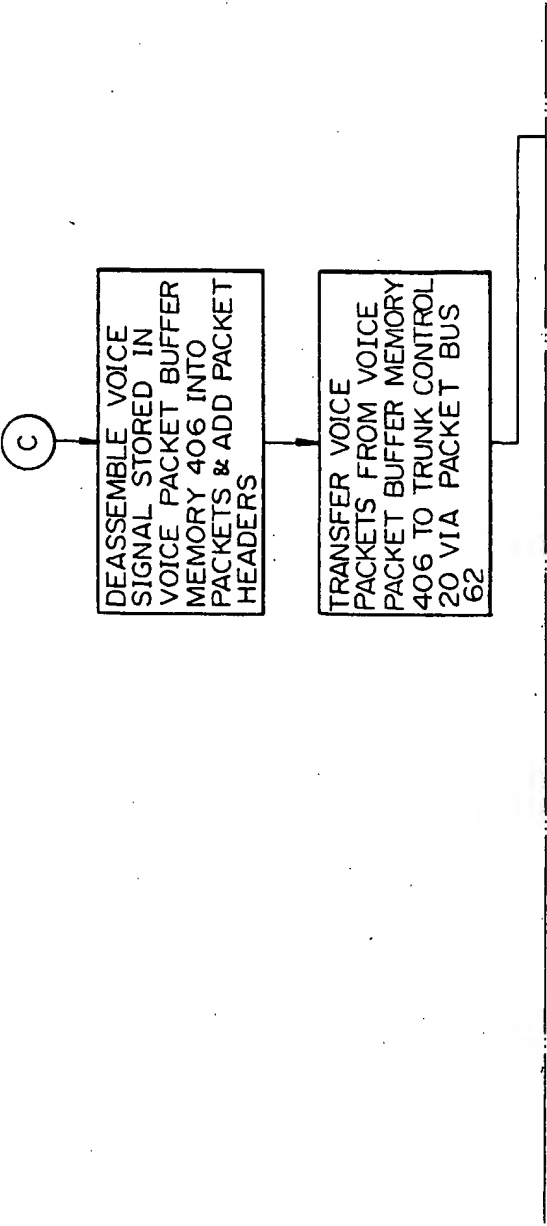 C
DEASSEMBLE VOICE
SIGNAL STORED IN
VOICE PACKET BUFFER
MEMORY 406 INTO
PACKETS & ADD PACKET
HEADERS
TRANSFER VOICE
PACKETS FROM VOICE
PACKET BUFFER MEMORY
406 TO TRUNK CONTROL
20 VIA PACKET BUS
62